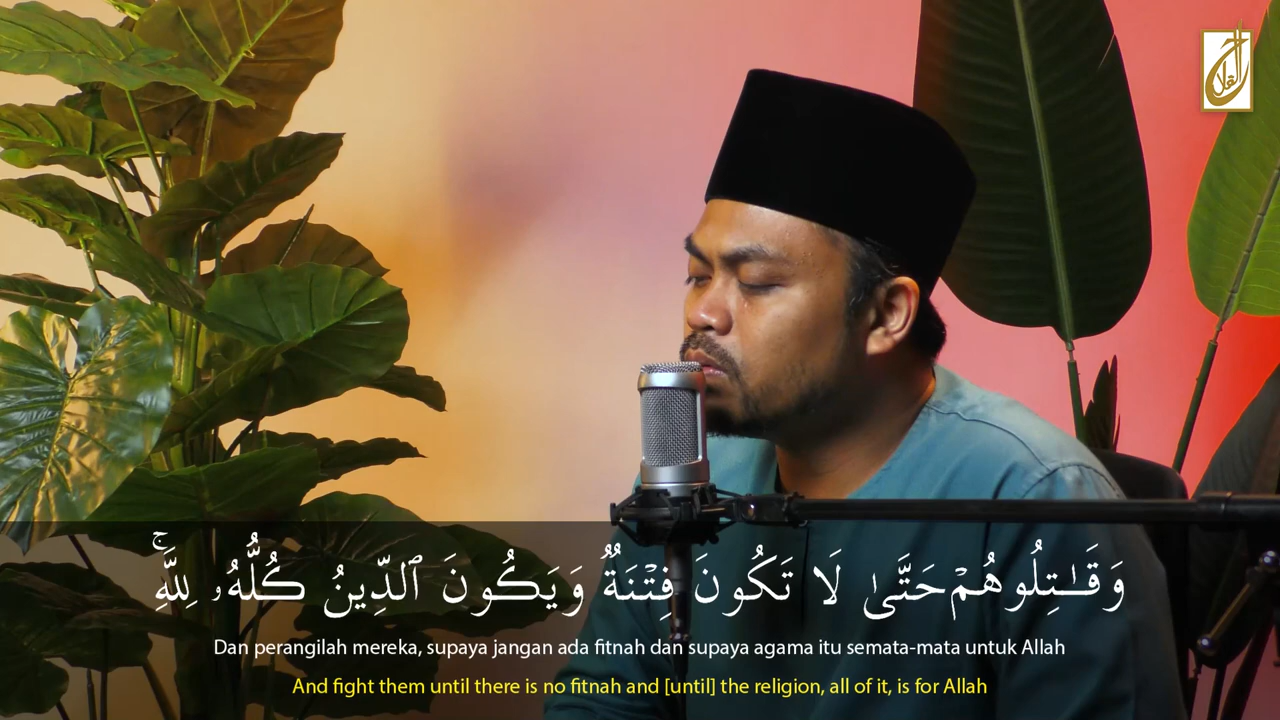 وَقَـٰتِلُوهُمْ حَتَّىٰ لَا تَكُونَ فِتْنَةٌ وَيَكُونَ ٱلدِّينُ كُلُّهُۥ لِلَّهِ ۚ
Dan perangilah mereka, supaya jangan ada fitnah dan supaya agama itu semata-mata untuk Allah
And fight them until there is no fitnah and [until] the religion, all of it, is for Allah